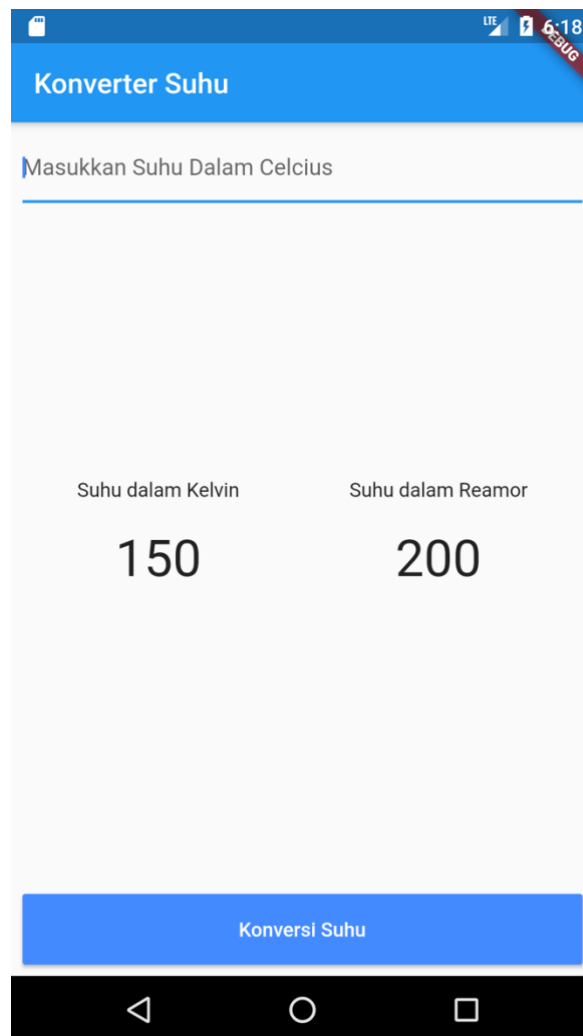 LTE 6:18
DEBUG
Konverter Suhu
Masukkan Suhu Dalam Celcius
Suhu dalam Kelvin Suhu dalam Reamor
150 200
Konversi Suhu